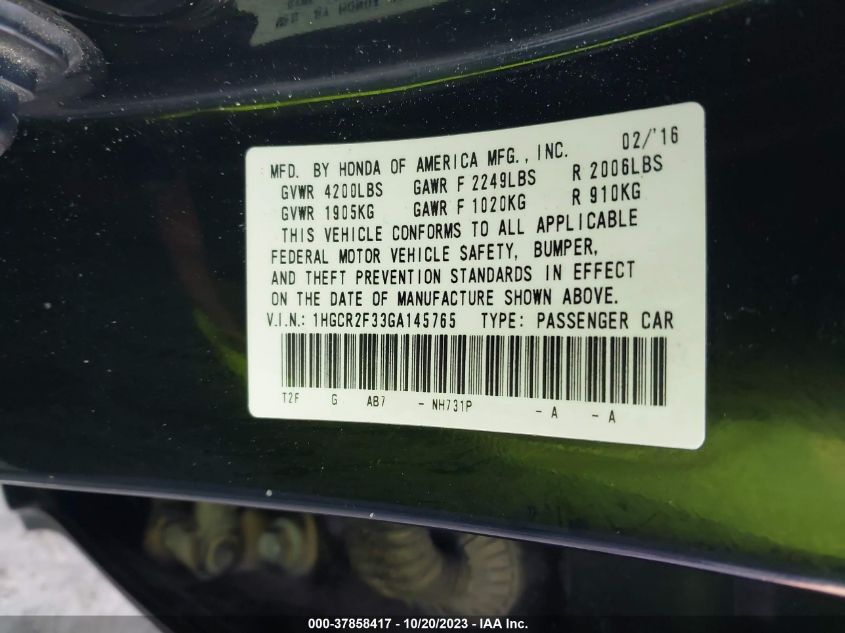 MFD. BY HONDA OF AMERICA MFG., INC. 02/'16
GVWR 4200LBS GAWR F 2249LBS R 2006LBS
GVWR 1905KG GAWR F 1020KG R 910KG
THIS VEHICLE CONFORMS TO ALL APPLICABLE
FEDERAL MOTOR VEHICLE SAFETY, BUMPER,
AND THEFT PREVENTION STANDARDS IN EFFECT
ON THE DATE OF MANUFACTURE SHOWN ABOVE.
V.I.N.: 1HGCR2F33GA145765 TYPE: PASSENGER CAR
T2F G AB7 - NH731P - A - A
000-37858417 - 10/20/2023 - IAA Inc.